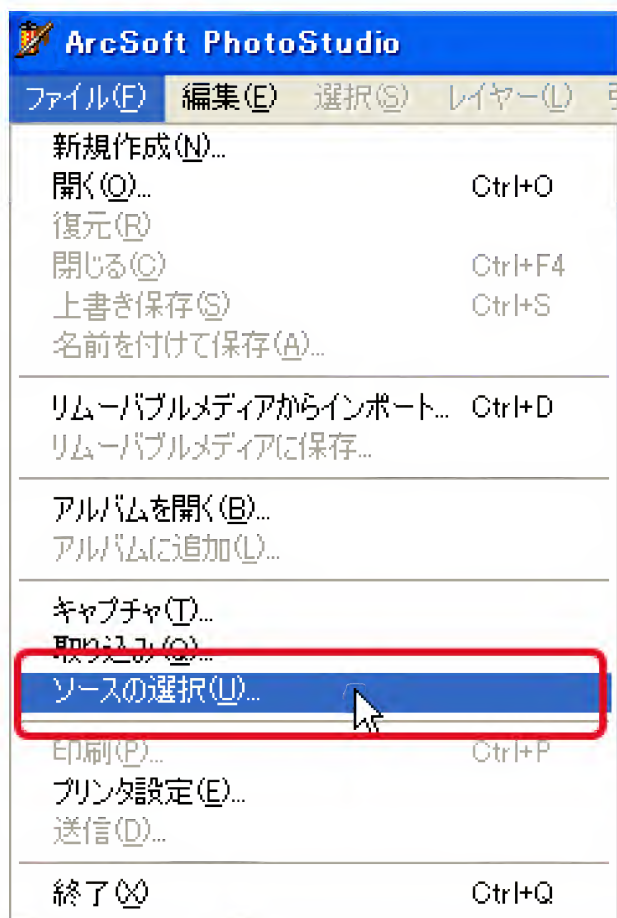 ArcSoft PhotoStudio
ファイル(F) 編集(E) 選択(S) レイヤー(L)
新規作成(N)...
開く(O)... Ctrl+O
復元(R)
閉じる(C) Ctrl+F4
上書き保存(S) Ctrl+S
名前を付けて保存(A)...
リムーバブルメディアからインポート... Ctrl+D
リムーバブルメディアに保存...
アルバムを開く(B)...
アルバムに追加(L)...
キャプチャ(T)...
取り込み(Q)...
ソースの選択(U)...
印刷(P)... Ctrl+P
プリンタ設定(E)...
送信(D)...
終了(X) Ctrl+Q